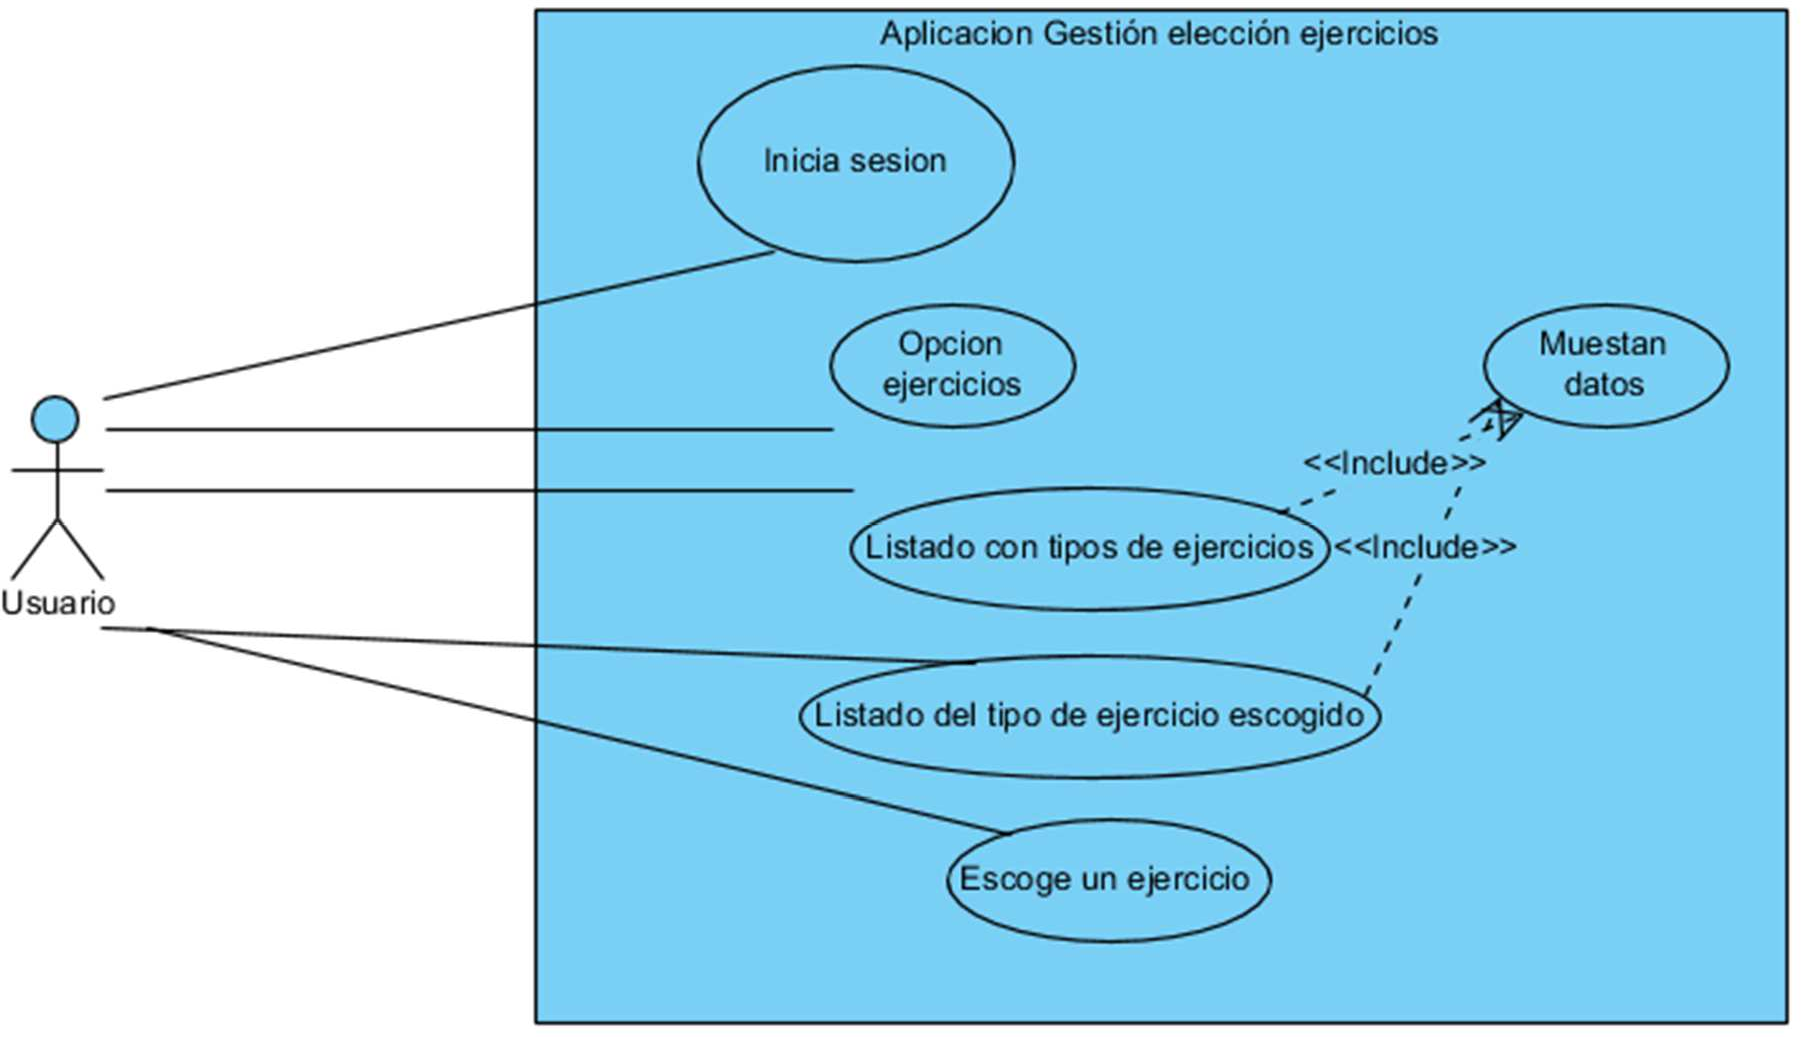 Aplicacion Gestión elección ejercicios
Inicia sesion
Opcion
ejercicios
Muestan
datos
<<Include>>
Listado con tipos de ejercicios
<<Include>>
Usuario
Listado del tipo de ejercicio escogido
Escoge un ejercicio